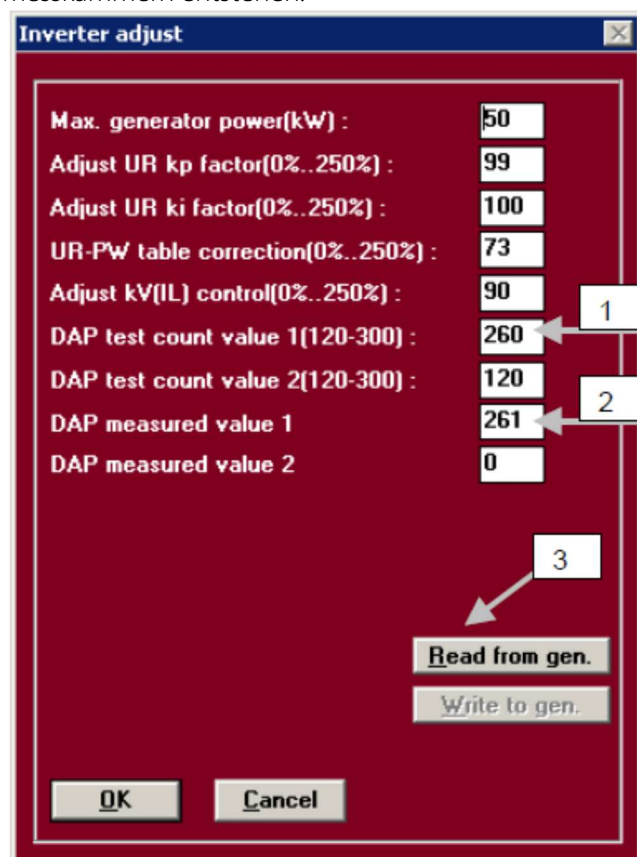 messkammern entstehen.
Inverter adjust
Max. generator power(kW) : 50
Adjust UR kp factor(0%..250%) : 99
Adjust UR ki factor(0%..250%) : 100
UR-PW table correction(0%..250%) : 73
Adjust kV(IL) control(0%..250%) : 90
1
DAP test count value 1(120-300) : 260
DAP test count value 2(120-300) : 120
2
DAP measured value 1 261
DAP measured value 2 0
3
Read from gen.
Write to gen.
OK Cancel